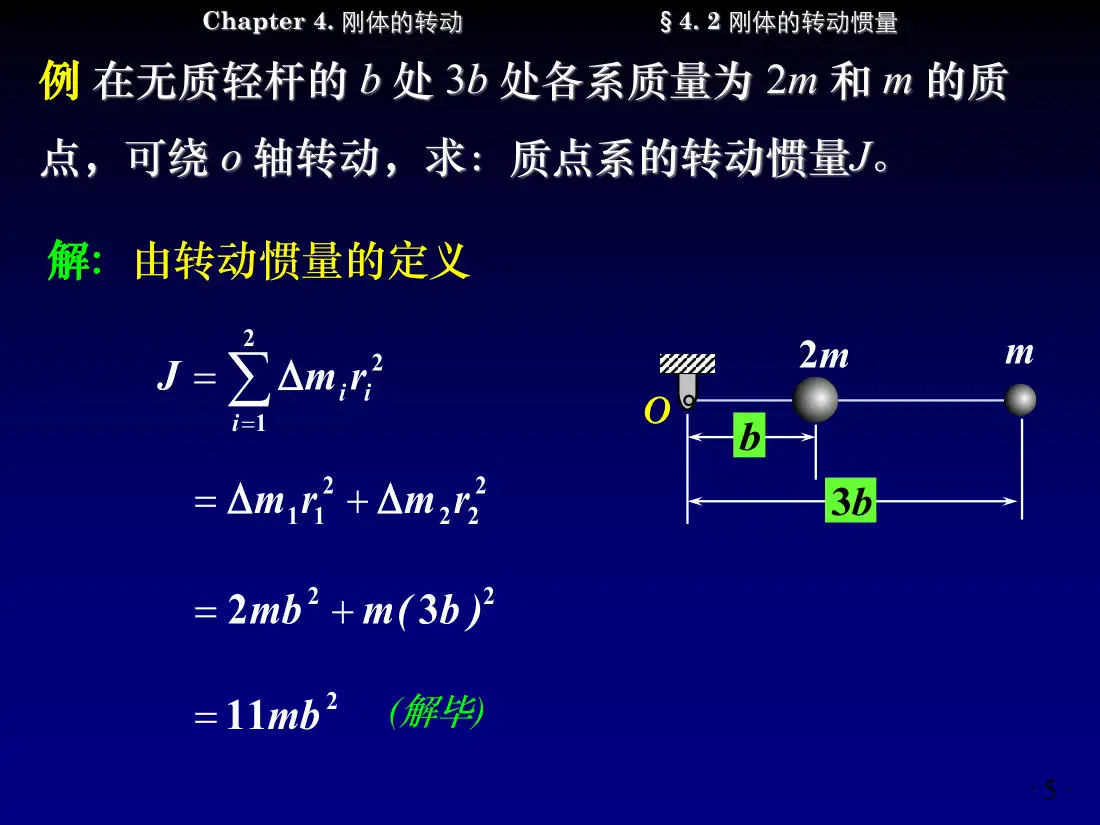 Chapter 4. 刚体的转动 §4. 2 刚体的转动惯量
例 在无质轻杆的 b 处 3b 处各系质量为 2m 和 m 的质
点，可绕 o 轴转动，求：质点系的转动惯量J。
解： 由转动惯量的定义
J = ∑_{i=1}^{2} Δm_i r_i^2
= Δm_1 r_1^2 + Δm_2 r_2^2
= 2mb^2 + m(3b)^2
= 11mb^2 (解毕)
2m m
O
b
3b
· 5 ·